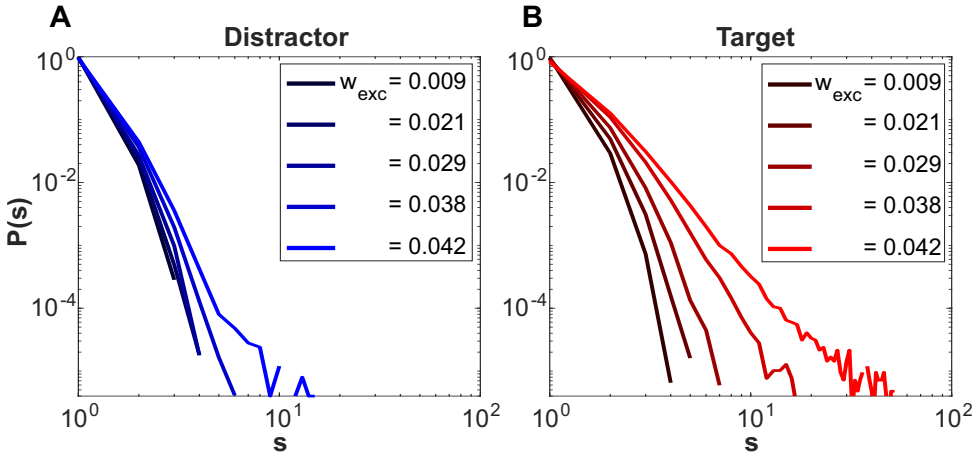 A
Distractor
P(s)
10^0
10^-2
10^-4
10^0
10^1
10^2
s
w_exc = 0.009
= 0.021
= 0.029
= 0.038
= 0.042
B
Target
10^0
10^-2
10^-4
10^0
10^1
10^2
s
w_exc = 0.009
= 0.021
= 0.029
= 0.038
= 0.042